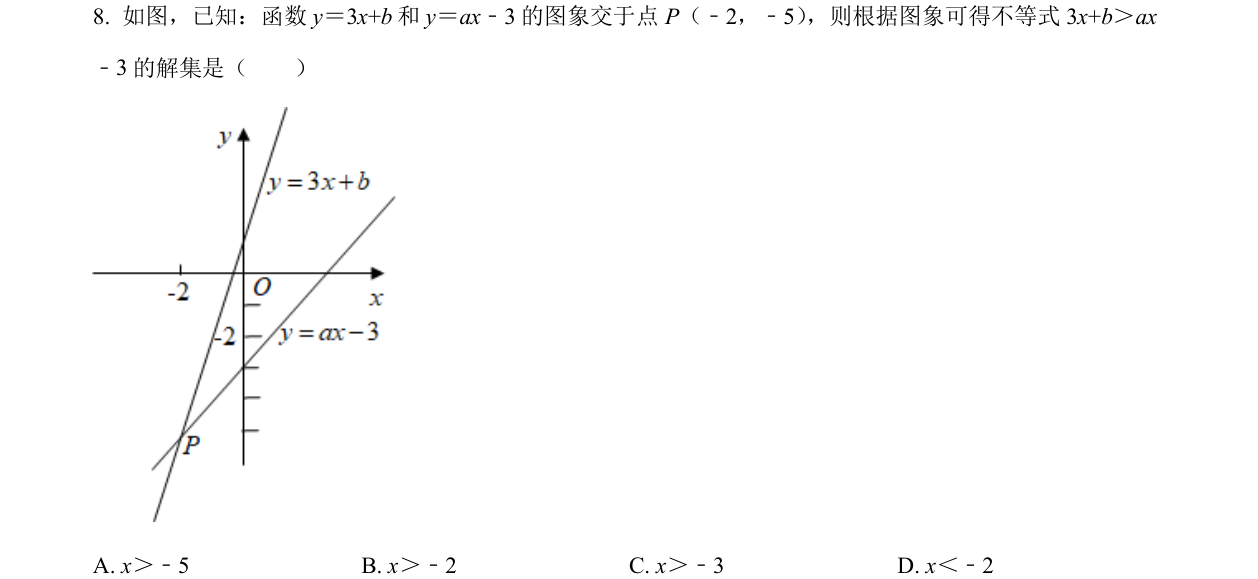 8. 如图，已知：函数 y＝3x+b 和 y＝ax﹣3 的图象交于点 P（﹣2，﹣5），则根据图象可得不等式 3x+b＞ax
﹣3 的解集是（　　）
y
y=3x+b
-2
O
x
-2
y=ax−3
P
A. x＞﹣5 B. x＞﹣2 C. x＞﹣3 D. x＜﹣2